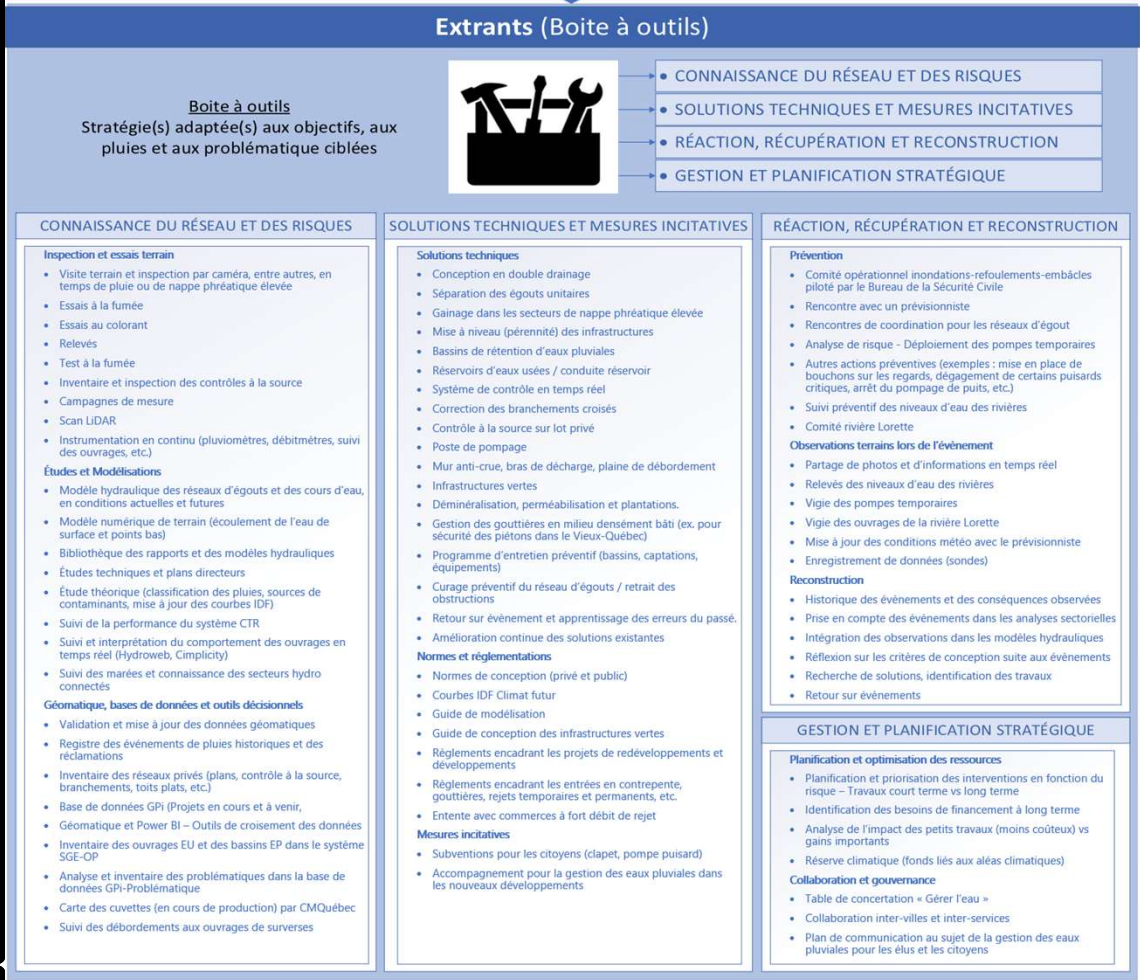 Extrants (Boite à outils)
Boite à outils
Stratégie(s) adaptée(s) aux objectifs, aux
pluies et aux problématique ciblées
• CONNAISSANCE DU RÉSEAU ET DES RISQUES
• SOLUTIONS TECHNIQUES ET MESURES INCITATIVES
• RÉACTION, RÉCUPÉRATION ET RECONSTRUCTION
• GESTION ET PLANIFICATION STRATÉGIQUE
CONNAISSANCE DU RÉSEAU ET DES RISQUES
Inspection et essais terrain
• Visite terrain et inspection par caméra, entre autres, en
temps de pluie ou de nappe phréatique élevée
• Essais à la fumée
• Essais au colorant
• Relevés
• Test à la fumée
• Inventaire et inspection des contrôles à la source
• Campagnes de mesure
• Scan LiDAR
• Instrumentation en continu (pluviomètres, débitmètres, suivi
des ouvrages, etc.)
Études et Modélisations
• Modèle hydraulique des réseaux d'égouts et des cours d'eau,
en conditions actuelles et futures
• Modèle numérique de terrain (écoulement de l'eau de
surface et points bas)
• Bibliothèque des rapports et des modèles hydrauliques
• Études techniques et plans directeurs
• Étude théorique (classification des pluies, sources de
contaminants, mise à jour des courbes IDF)
• Suivi de la performance du système CTR
• Suivi et interprétation du comportement des ouvrages en
temps réel (Hydroweb, Cimplicity)
• Suivi des marées et connaissance des secteurs hydro
connectés
Géomatique, bases de données et outils décisionnels
• Validation et mise à jour des données géomatiques
• Registre des événements de pluies historiques et des
réclamations
• Inventaire des réseaux privés (plans, contrôle à la source,
branchements, toits plats, etc.)
• Base de données GPi (Projets en cours et à venir,
• Géomatique et Power BI – Outils de croisement des données
• Inventaire des ouvrages EU et des bassins EP dans le système
SGE-OP
• Analyse et inventaire des problématiques dans la base de
données GPi-Problématique
• Carte des cuvettes (en cours de production) par CMQuébec
• Suivi des débordements aux ouvrages de surverses
SOLUTIONS TECHNIQUES ET MESURES INCITATIVES
Solutions techniques
• Conception en double drainage
• Séparation des égouts unitaires
• Gainage dans les secteurs de nappe phréatique élevée
• Mise à niveau (pérennité) des infrastructures
• Bassins de rétention d'eaux pluviales
• Réservoirs d'eaux usées / conduite réservoir
• Système de contrôle en temps réel
• Correction des branchements croisés
• Contrôle à la source sur lot privé
• Poste de pompage
• Mur anti-crue, bras de décharge, plaine de débordement
• Infrastructures vertes
• Déminéralisation, perméabilisation et plantations.
• Gestion des gouttières en milieu densément bâti (ex. pour
sécurité des piétons dans le Vieux-Québec)
• Programme d'entretien préventif (bassins, captations,
équipements)
• Curage préventif du réseau d'égouts / retrait des
obstructions
• Retour sur évènement et apprentissage des erreurs du passé.
• Amélioration continue des solutions existantes
Normes et réglementations
• Normes de conception (privé et public)
• Courbes IDF Climat futur
• Guide de modélisation
• Guide de conception des infrastructures vertes
• Règlements encadrant les projets de redéveloppements et
développements
• Règlements encadrant les entrées en contrepente,
gouttières, rejets temporaires et permanents, etc.
• Entente avec commerces à fort débit de rejet
Mesures incitatives
• Subventions pour les citoyens (clapet, pompe puisard)
• Accompagnement pour la gestion des eaux pluviales dans
les nouveaux développements
RÉACTION, RÉCUPÉRATION ET RECONSTRUCTION
Prévention
• Comité opérationnel inondations-refoulements-embâcles
piloté par le Bureau de la Sécurité Civile
• Rencontre avec un prévisionniste
• Rencontres de coordination pour les réseaux d'égout
• Analyse de risque - Déploiement des pompes temporaires
• Autres actions préventives (exemples : mise en place de
bouchons sur les regards, dégagement de certains puisards
critiques, arrêt du pompage de puits, etc.)
• Suivi préventif des niveaux d'eau des rivières
• Comité rivière Lorette
Observations terrains lors de l'évènement
• Partage de photos et d'informations en temps réel
• Relevés des niveaux d'eau des rivières
• Vigie des pompes temporaires
• Vigie des ouvrages de la rivière Lorette
• Mise à jour des conditions météo avec le prévisionniste
• Enregistrement de données (sondes)
Reconstruction
• Historique des évènements et des conséquences observées
• Prise en compte des évènements dans les analyses sectorielles
• Intégration des observations dans les modèles hydrauliques
• Réflexion sur les critères de conception suite aux évènements
• Recherche de solutions, identification des travaux
• Retour sur évènements
GESTION ET PLANIFICATION STRATÉGIQUE
Planification et optimisation des ressources
• Planification et priorisation des interventions en fonction du
risque – Travaux court terme vs long terme
• Identification des besoins de financement à long terme
• Analyse de l'impact des petits travaux (moins coûteux) vs
gains importants
• Réserve climatique (fonds liés aux aléas climatiques)
Collaboration et gouvernance
• Table de concertation « Gérer l'eau »
• Collaboration inter-villes et inter-services
• Plan de communication au sujet de la gestion des eaux
pluviales pour les élus et les citoyens